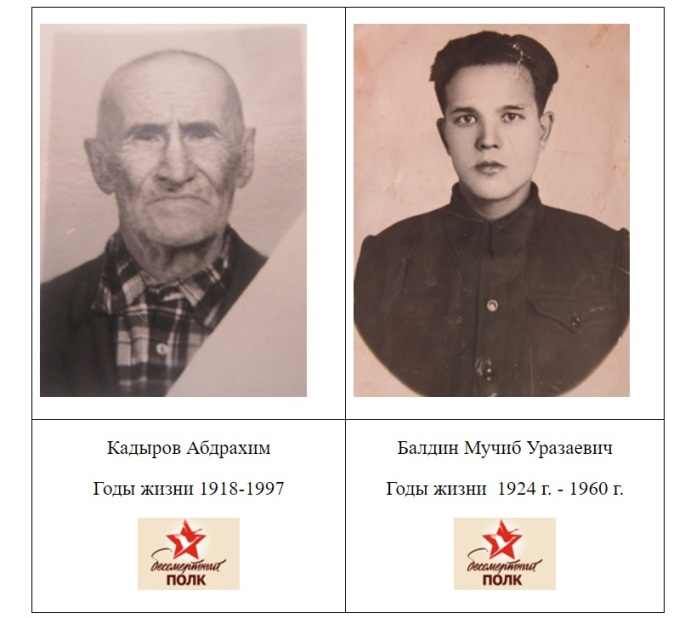 Кадыров Абдрахим
Годы жизни 1918-1997
бессмертный
ПОЛК
Балдин Мучиб Уразаевич
Годы жизни 1924 г. - 1960 г.
бессмертный
ПОЛК